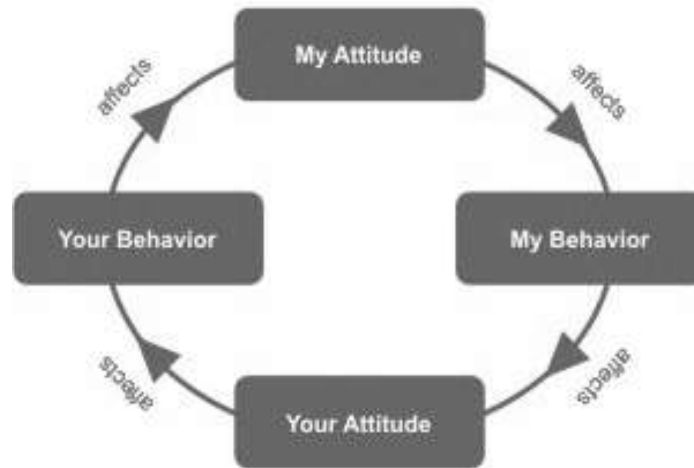 My Attitude
affects
affects
Your Behavior
My Behavior
affects
affects
Your Attitude